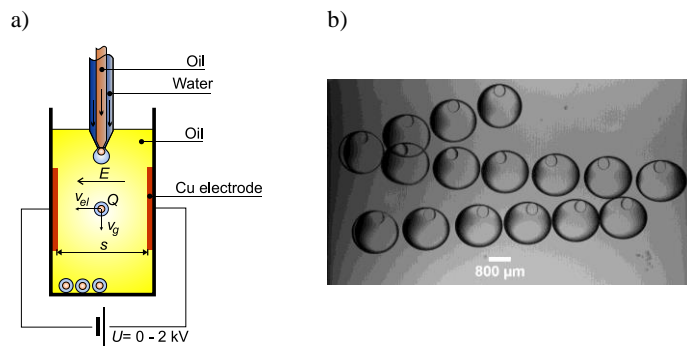 a)
b)
Oil
Water
Oil
E
Cu electrode
v_el
Q
v_g
s
U= 0 - 2 kV
800 µm